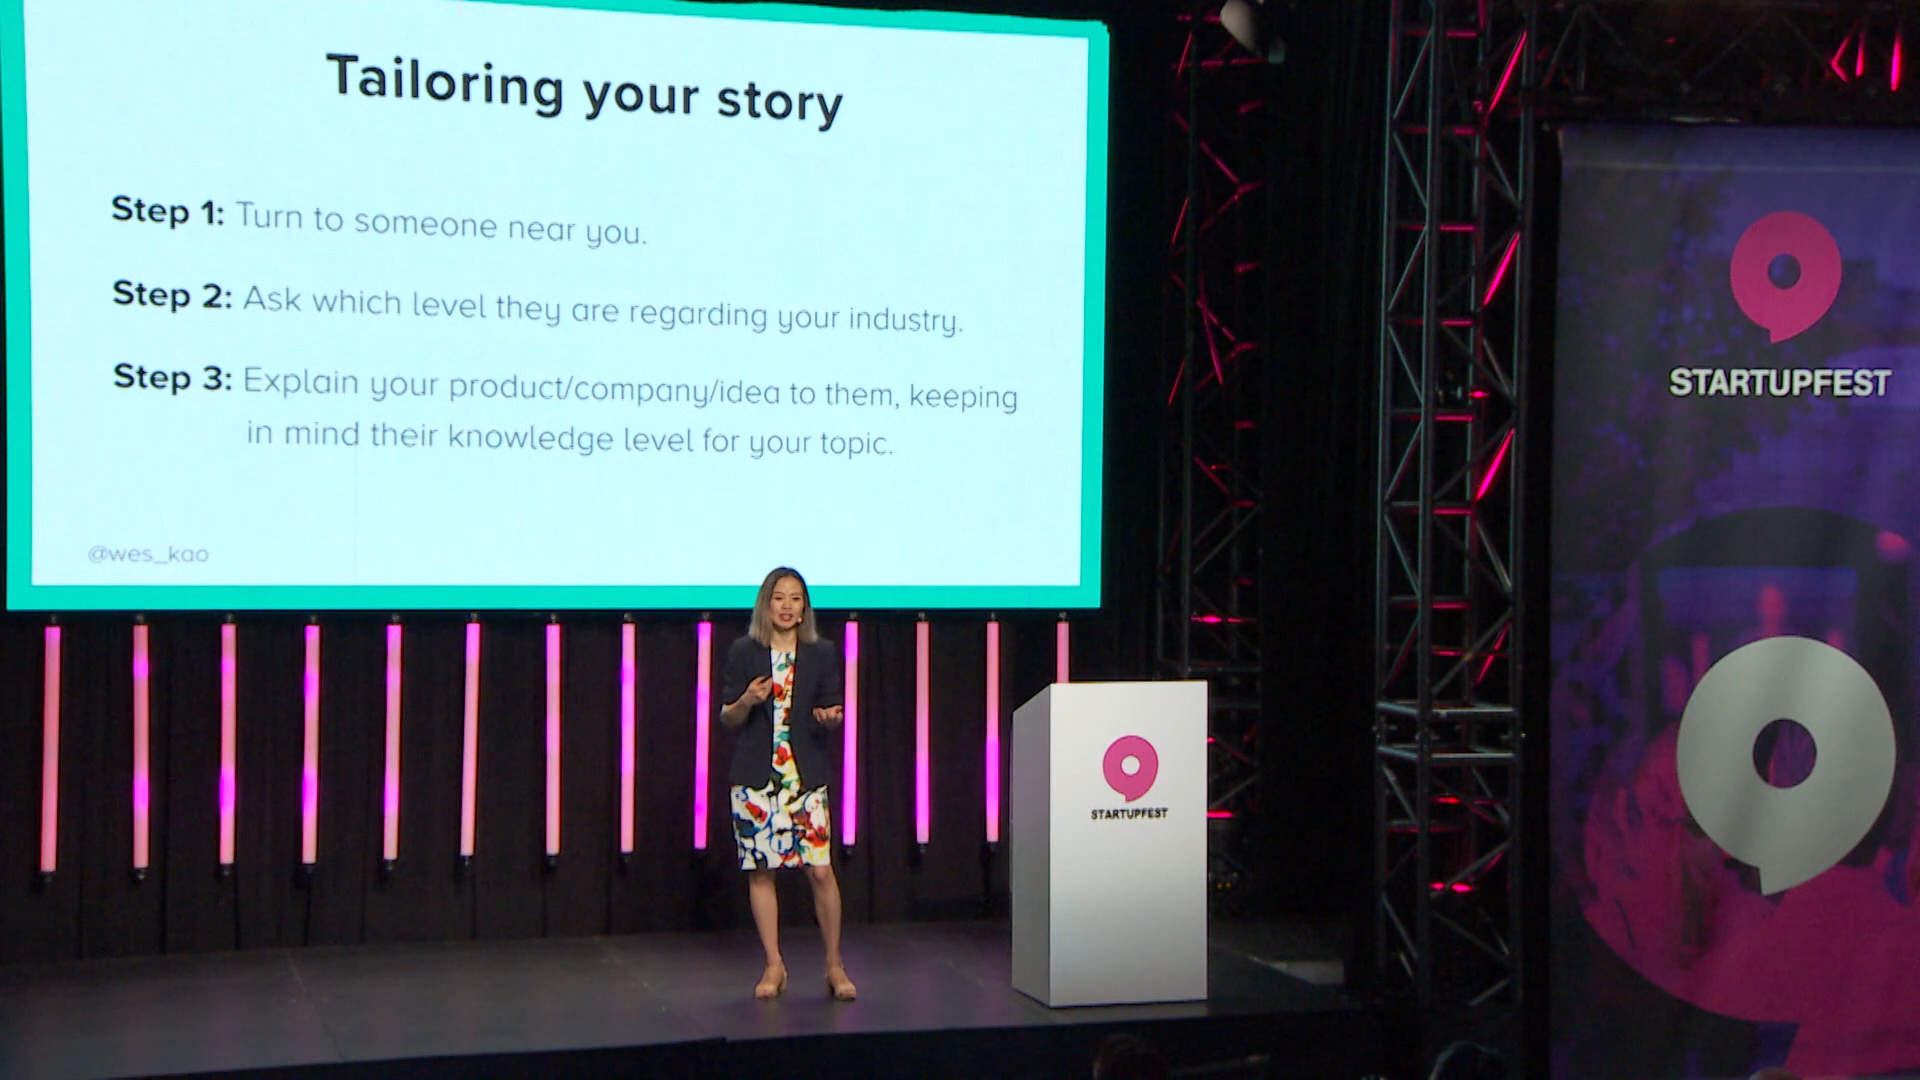 Tailoring your story
Step 1: Turn to someone near you.
Step 2: Ask which level they are regarding your industry.
Step 3: Explain your product/company/idea to them, keeping
in mind their knowledge level for your topic.
@wes_kao
STARTUPFEST
STARTUPFEST